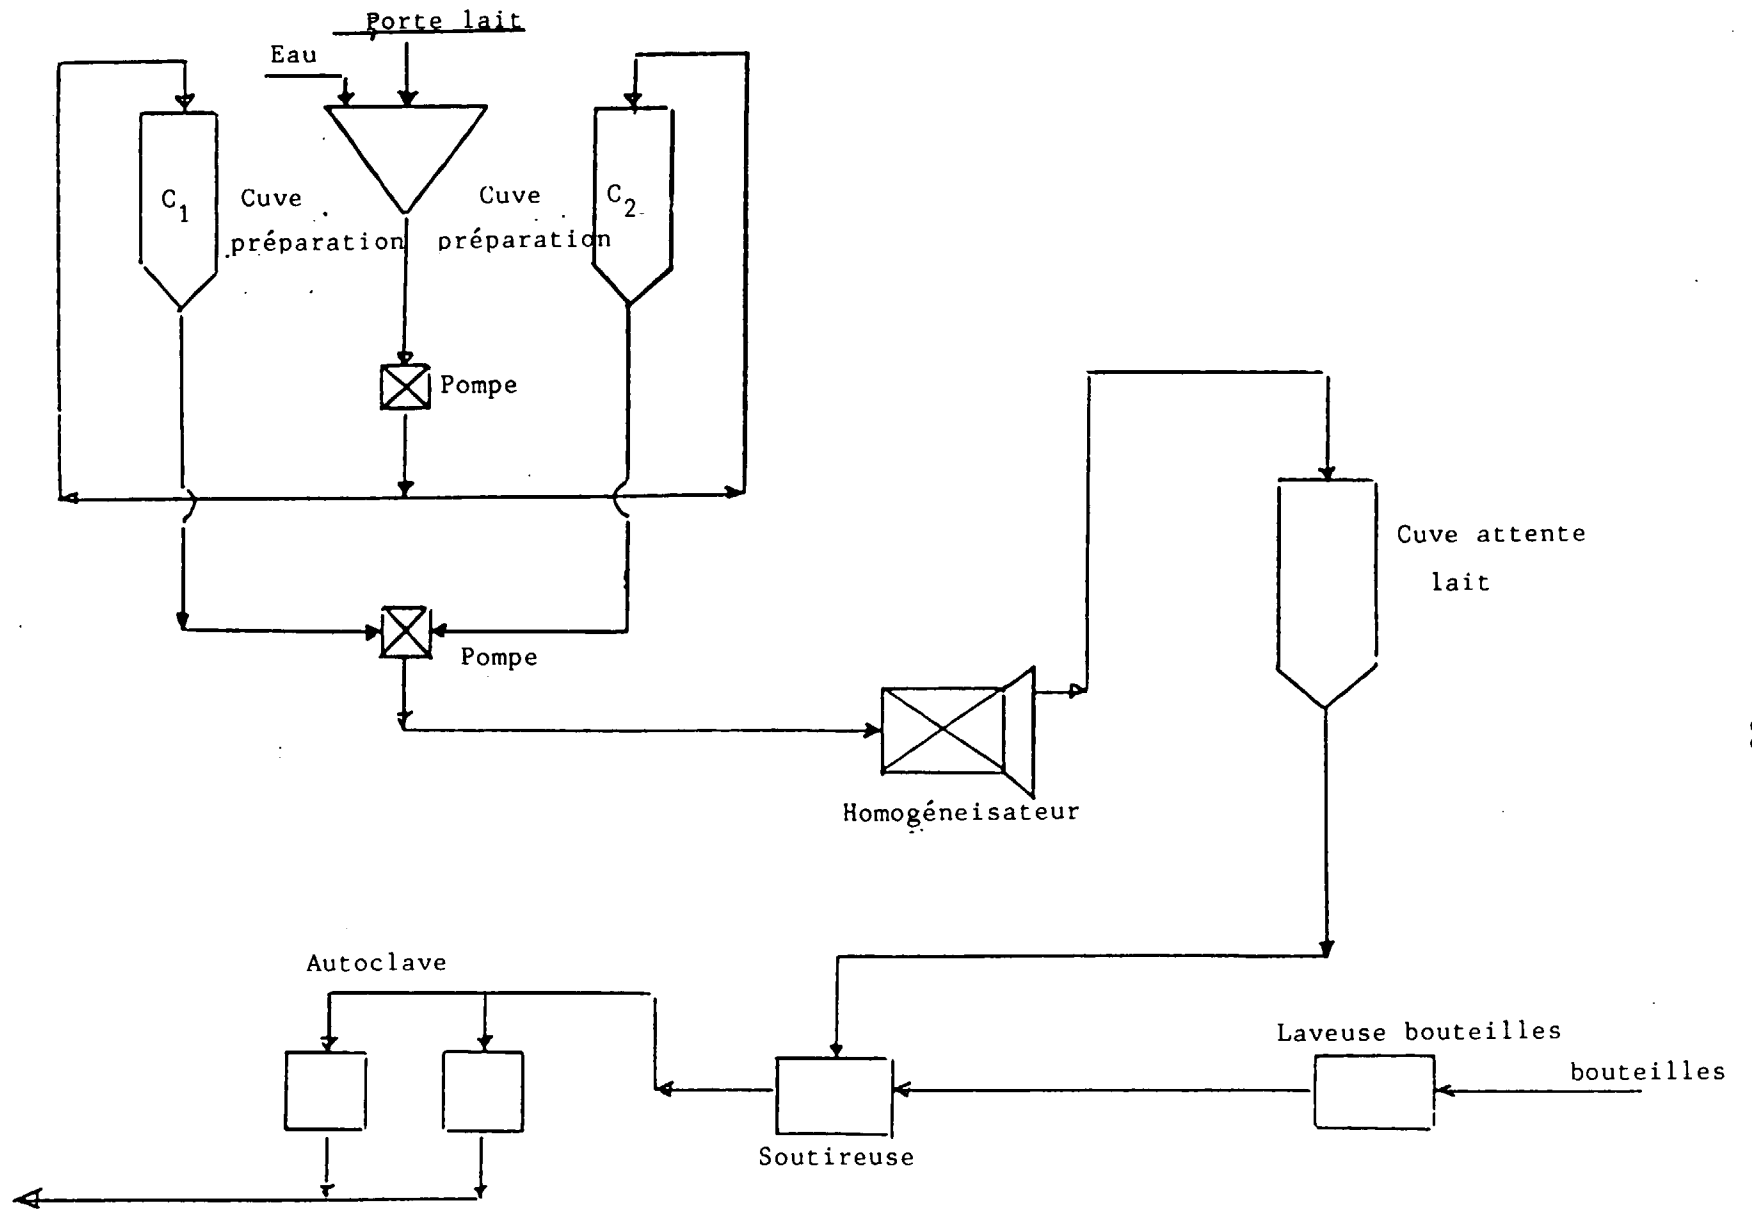 Porte lait
Eau
C1
Cuve
préparation
Cuve
préparation
C2
Pompe
Cuve attente
lait
Pompe
Homogéneisateur
Autoclave
Laveuse bouteilles
bouteilles
Soutireuse